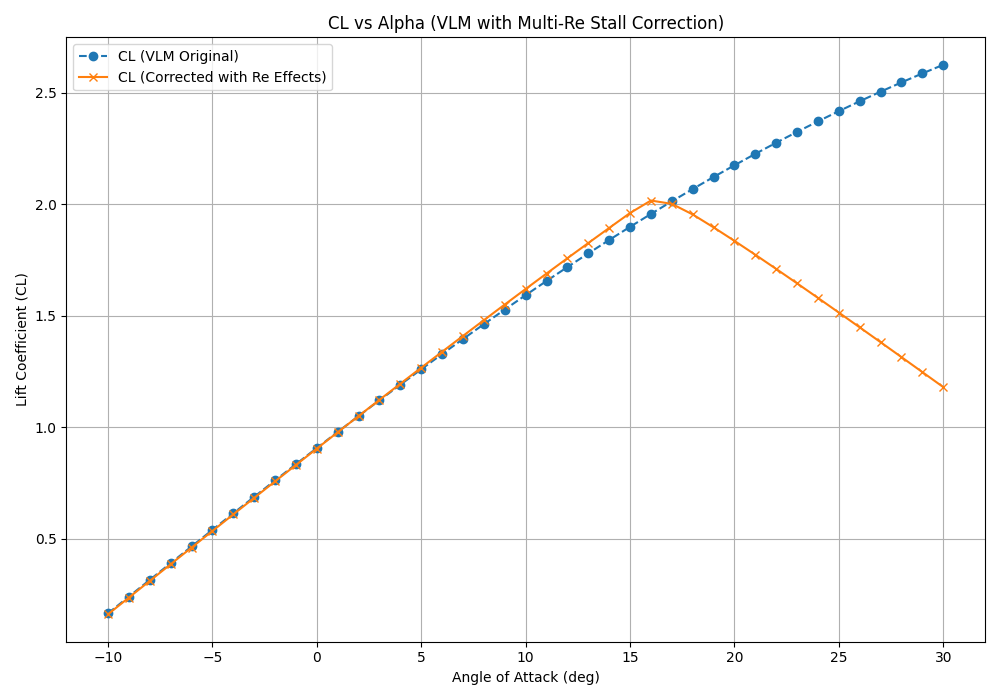 CL vs Alpha (VLM with Multi-Re Stall Correction)
CL (VLM Original)
CL (Corrected with Re Effects)
Lift Coefficient (CL)
2.5
2.0
1.5
1.0
0.5
−10 −5 0 5 10 15 20 25 30
Angle of Attack (deg)